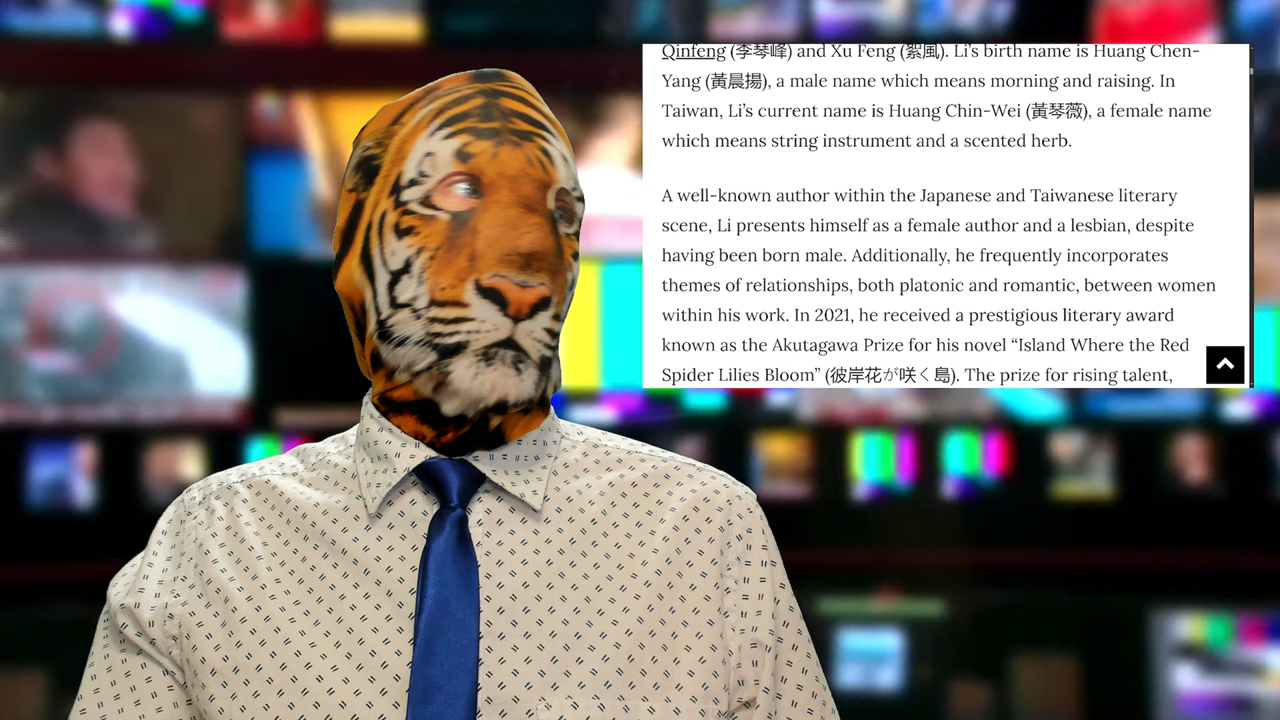 Qinfeng (李琴峰) and Xu Feng (絮風). Li's birth name is Huang Chen-
Yang (黃晨揚), a male name which means morning and raising. In
Taiwan, Li's current name is Huang Chin-Wei (黃琴薇), a female name
which means string instrument and a scented herb.
A well-known author within the Japanese and Taiwanese literary
scene, Li presents himself as a female author and a lesbian, despite
having been born male. Additionally, he frequently incorporates
themes of relationships, both platonic and romantic, between women
within his work. In 2021, he received a prestigious literary award
known as the Akutagawa Prize for his novel “Island Where the Red
Spider Lilies Bloom” (彼岸花が咲く島). The prize for rising talent,